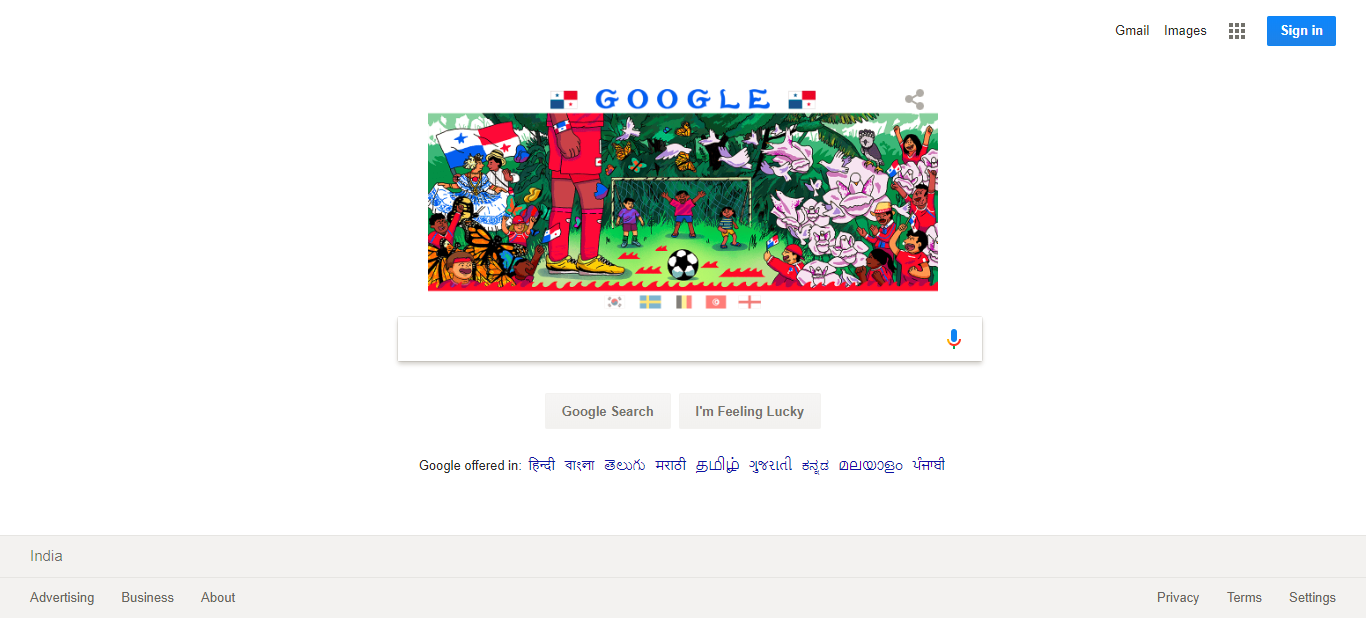 Gmail Images Sign in
GOOGLE
Google Search I'm Feeling Lucky
Google offered in: हिन्दी বাংলা తెలుగు मराठी தமிழ் ગુજરાતી ಕನ್ನಡ മലയാളം ਪੰਜਾਬੀ
India
Advertising Business About Privacy Terms Settings